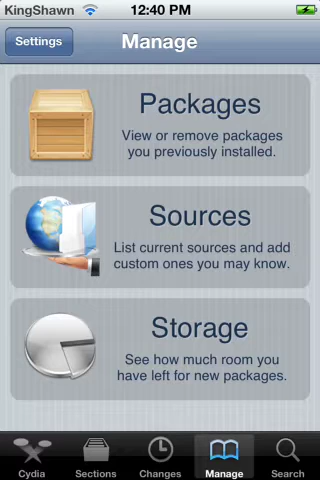 KingShawn 12:40 PM
Settings Manage
Packages
View or remove packages
you previously installed.
Sources
List current sources and add
custom ones you may know.
Storage
See how much room you
have left for new packages.
Cydia Sections Changes Manage Search